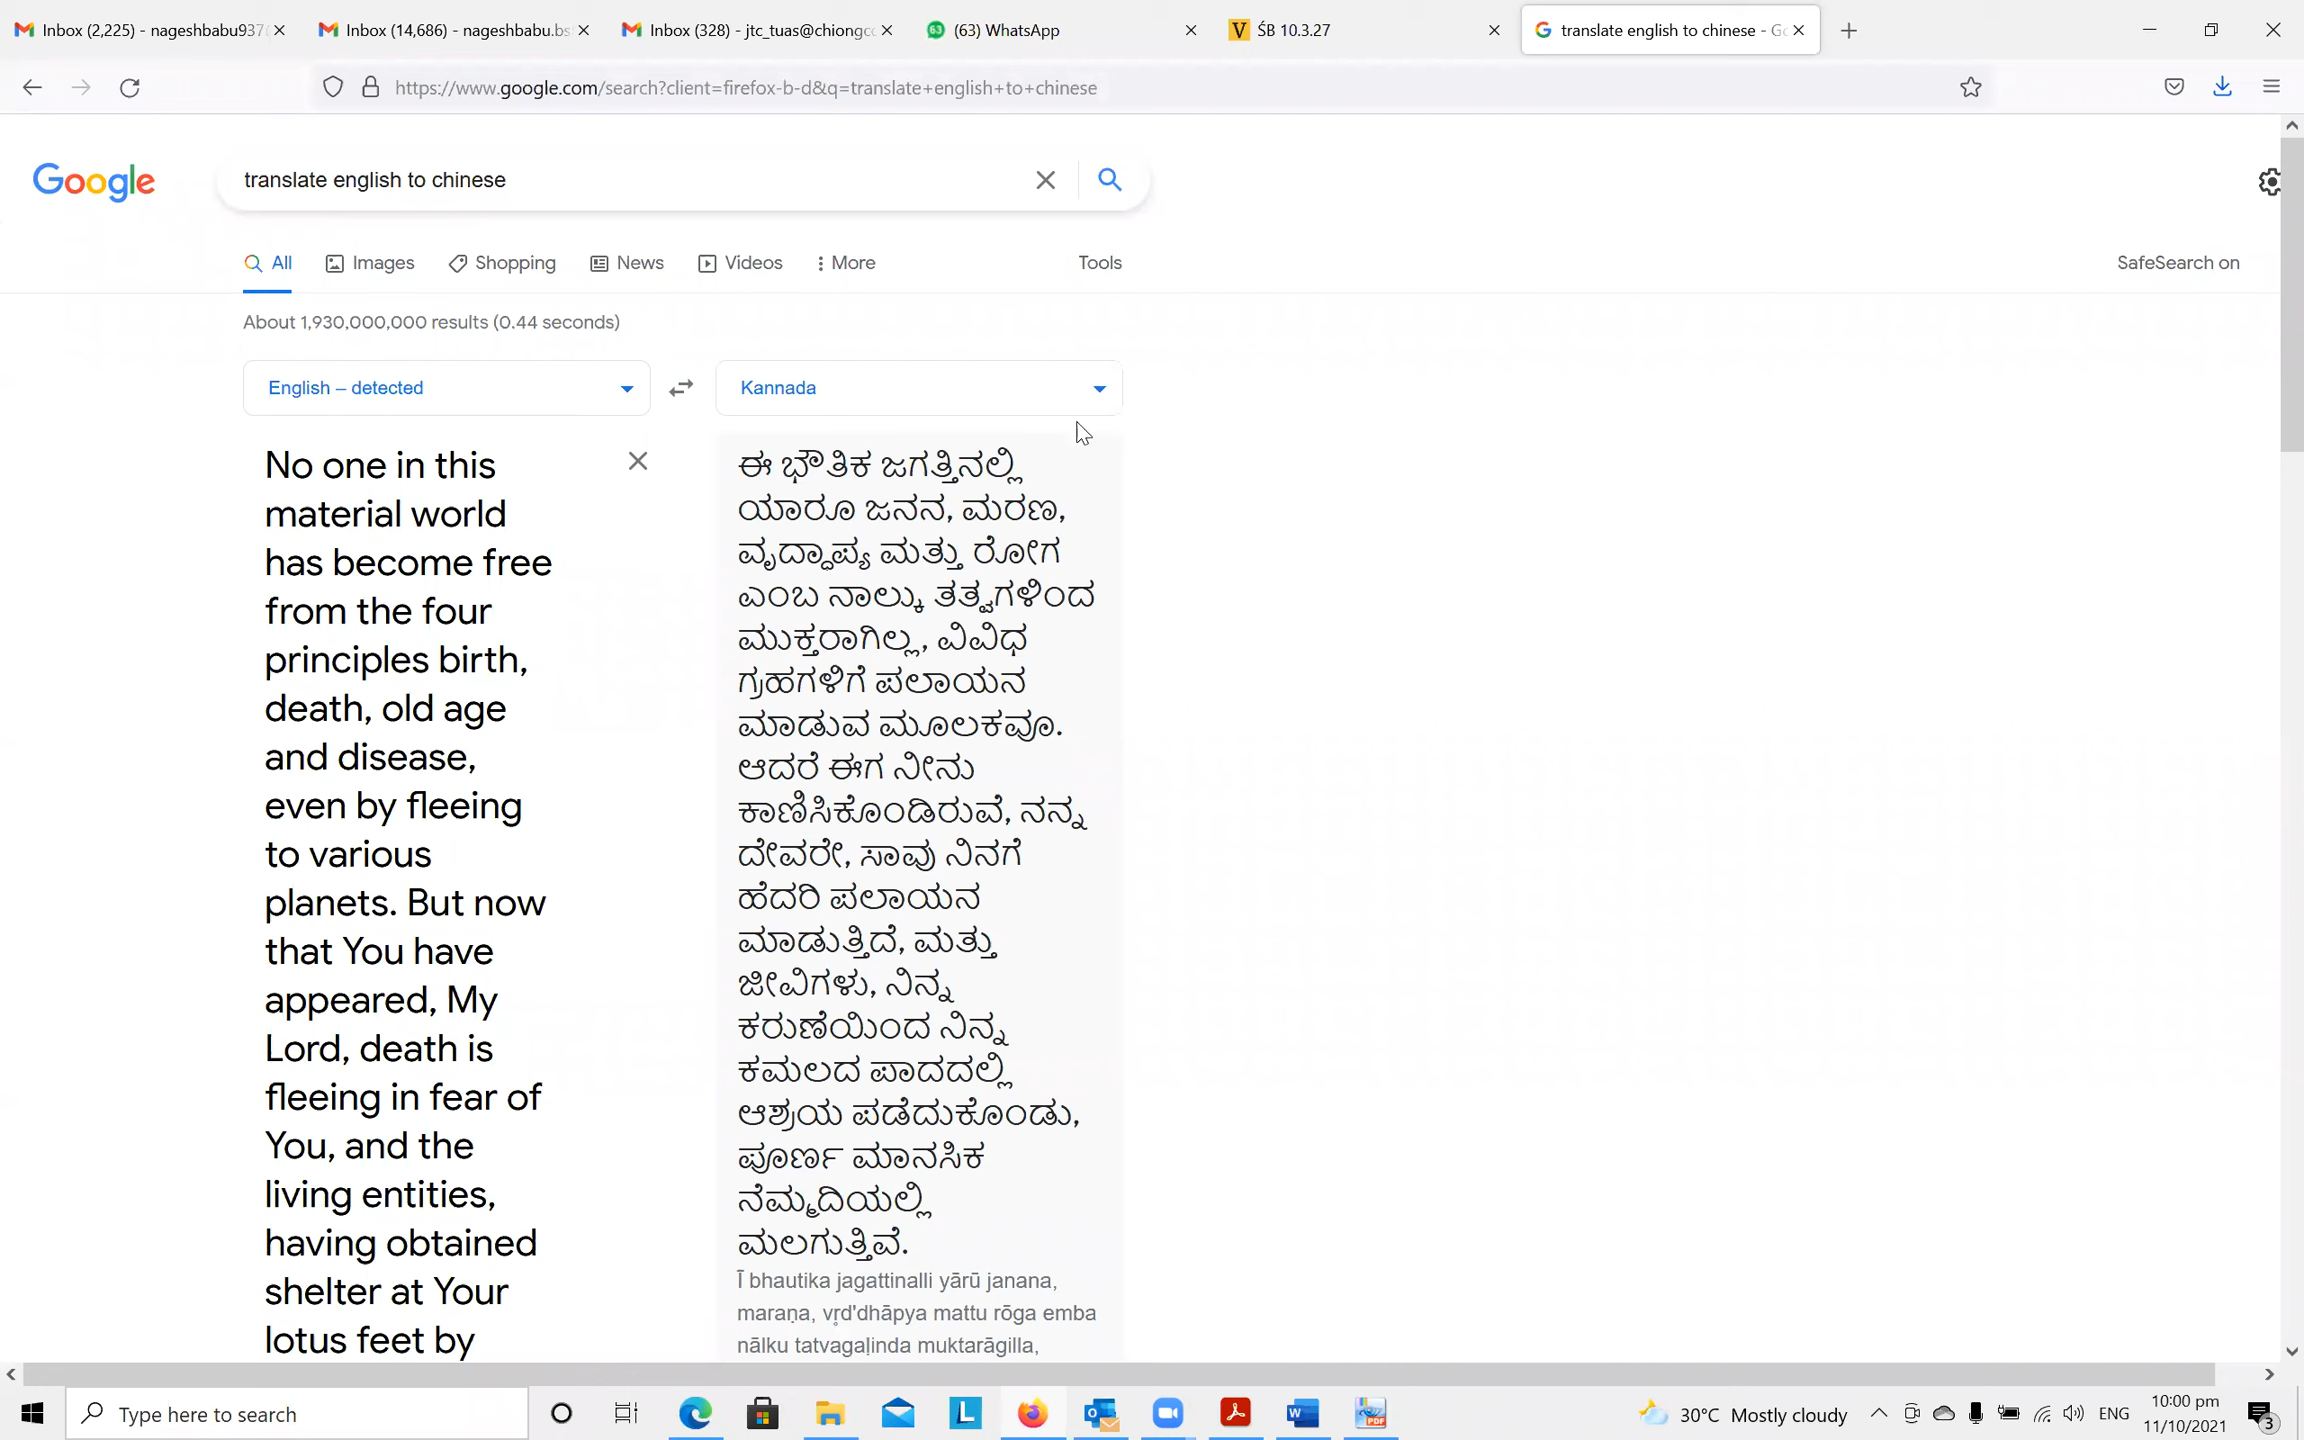 Inbox (2,225) - nageshbabu937
Inbox (14,686) - nageshbabu.bs
Inbox (328) - jtc_tuas@chiongcc
63
(63) WhatsApp
V
ŚB 10.3.27
translate english to chinese - Go
https://www.google.com/search?client=firefox-b-d&q=translate+english+to+chinese
Google
translate english to chinese
All
Images
Shopping
News
Videos
More
Tools
SafeSearch on
About 1,930,000,000 results (0.44 seconds)
English – detected
Kannada
No one in this
material world
has become free
from the four
principles birth,
death, old age
and disease,
even by fleeing
to various
planets. But now
that You have
appeared, My
Lord, death is
fleeing in fear of
You, and the
living entities,
having obtained
shelter at Your
lotus feet by
ಈ ಭೌತಿಕ ಜಗತ್ತಿನಲ್ಲಿ
ಯಾರೂ ಜನನ, ಮರಣ,
ವೃದ್ಧಾಪ್ಯ ಮತ್ತು ರೋಗ
ಎಂಬ ನಾಲ್ಕು ತತ್ವಗಳಿಂದ
ಮುಕ್ತರಾಗಿಲ್ಲ, ವಿವಿಧ
ಗ್ರಹಗಳಿಗೆ ಪಲಾಯನ
ಮಾಡುವ ಮೂಲಕವೂ.
ಆದರೆ ಈಗ ನೀನು
ಕಾಣಿಸಿಕೊಂಡಿರುವೆ, ನನ್ನ
ದೇವರೇ, ಸಾವು ನಿನಗೆ
ಹೆದರಿ ಪಲಾಯನ
ಮಾಡುತ್ತಿದೆ, ಮತ್ತು
ಜೀವಿಗಳು, ನಿನ್ನ
ಕರುಣೆಯಿಂದ ನಿನ್ನ
ಕಮಲದ ಪಾದದಲ್ಲಿ
ಆಶ್ರಯ ಪಡೆದುಕೊಂಡು,
ಪೂರ್ಣ ಮಾನಸಿಕ
ನೆಮ್ಮದಿಯಲ್ಲಿ
ಮಲಗುತ್ತಿವೆ.
Ī bhautika jagattinalli yārū janana,
maraṇa, vr̥d'dhāpya mattu rōga emba
nālku tatvagaḷinda muktarāgilla,
Type here to search
L
W
PDF
30°C Mostly cloudy
ENG
10:00 pm
11/10/2021
3